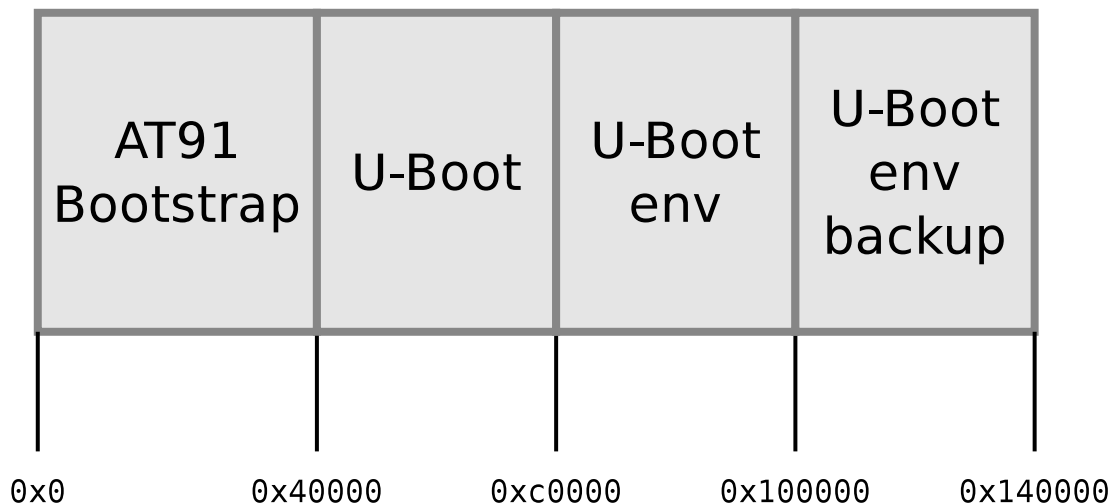 AT91
Bootstrap
U-Boot
U-Boot
env
U-Boot
env
backup
0x0
0x40000
0xc0000
0x100000
0x140000